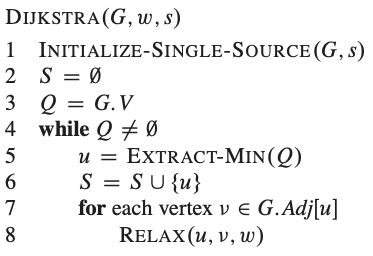 DIJKSTRA(G, w, s)
1 INITIALIZE-SINGLE-SOURCE(G, s)
2 S = ∅
3 Q = G.V
4 while Q ≠ ∅
5 u = EXTRACT-MIN(Q)
6 S = S ∪ {u}
7 for each vertex v ∈ G.Adj[u]
8 RELAX(u, v, w)